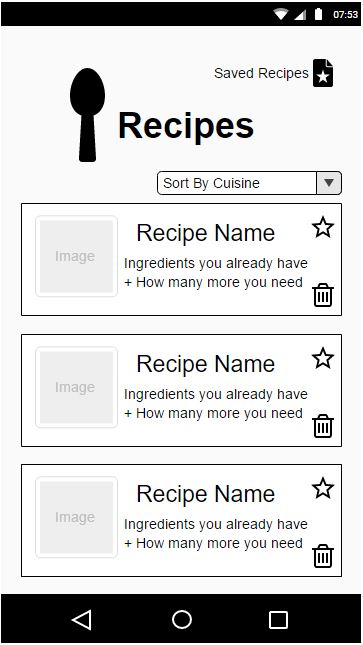 07:53
Saved Recipes
Recipes
Sort By Cuisine
Image
Recipe Name
Ingredients you already have
+ How many more you need
Image
Recipe Name
Ingredients you already have
+ How many more you need
Image
Recipe Name
Ingredients you already have
+ How many more you need